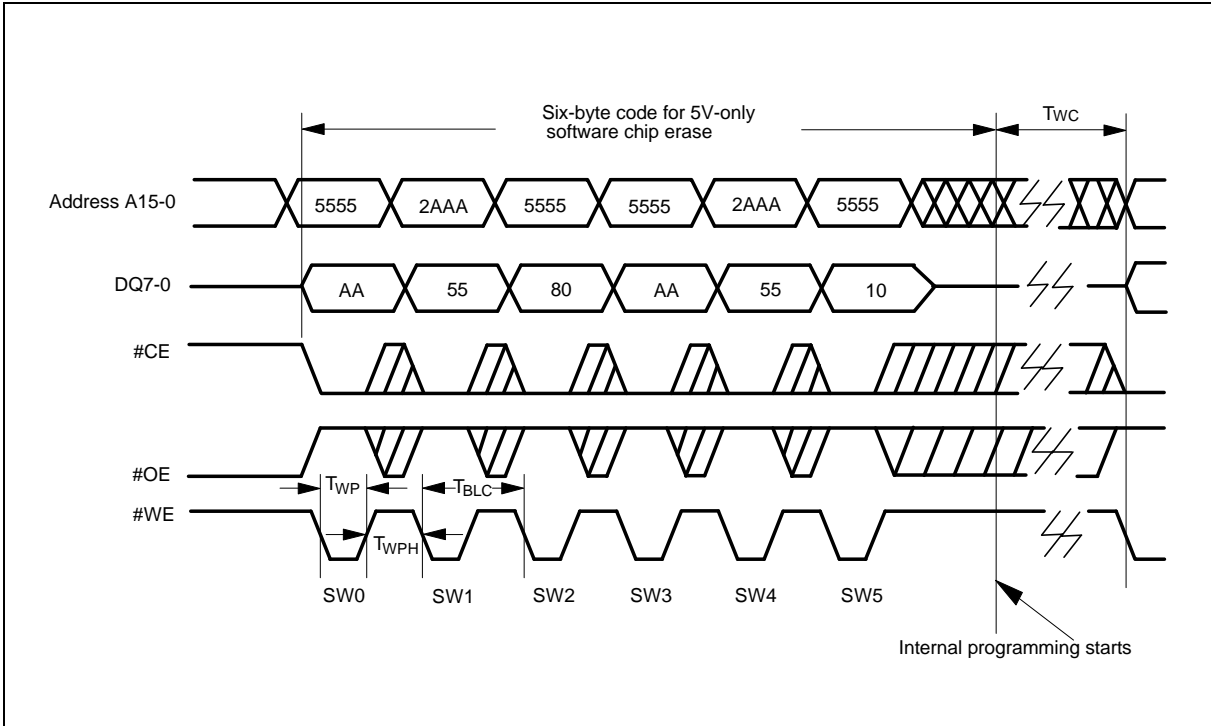 Six-byte code for 5V-only
software chip erase
TWC
Address A15-0
5555
2AAA
5555
5555
2AAA
5555
DQ7-0
AA
55
80
AA
55
10
#CE
#OE
TWP
TBLC
#WE
TWPH
SW0
SW1
SW2
SW3
SW4
SW5
Internal programming starts